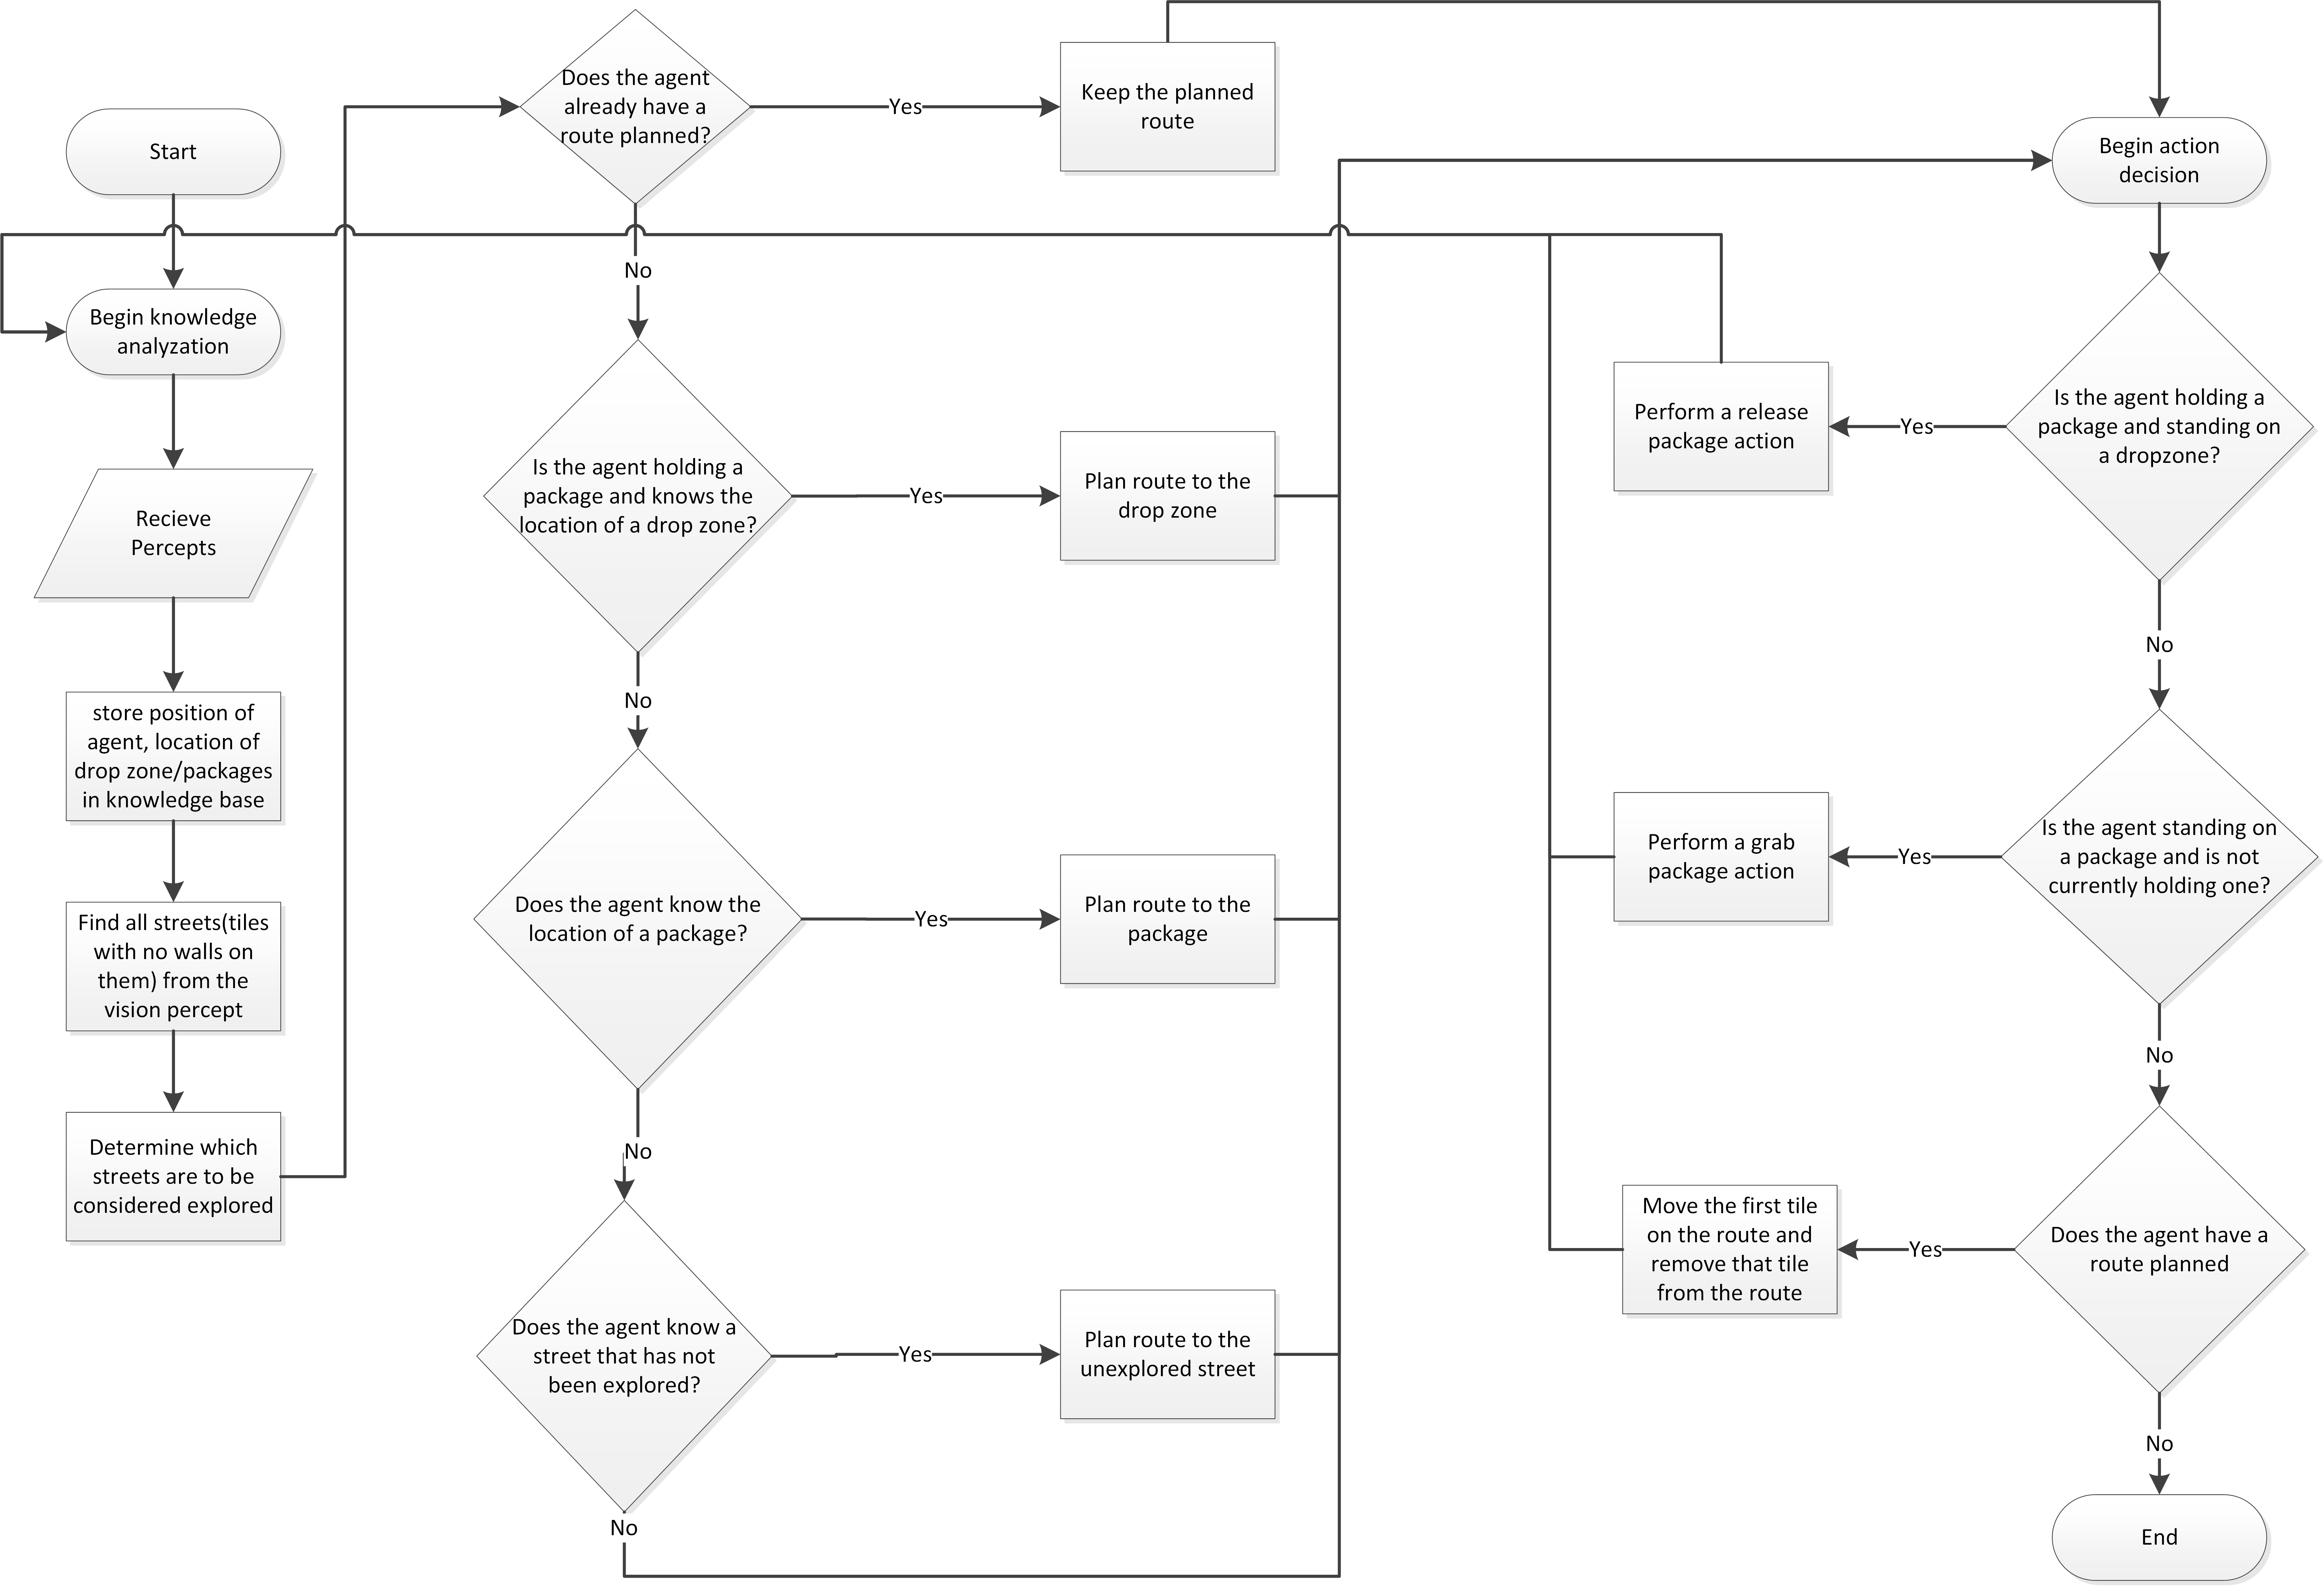 Start
Begin knowledge
analyzation
Recieve
Percepts
store position of
agent, location of
drop zone/packages
in knowledge base
Find all streets(tiles
with no walls on
them) from the
vision percept
Determine which
streets are to be
considered explored
Does the agent
already have a
route planned?
Yes
Keep the planned
route
No
Is the agent holding a
package and knows the
location of a drop zone?
Yes
Plan route to the
drop zone
No
Does the agent know the
location of a package?
Yes
Plan route to the
package
No
Does the agent know a
street that has not
been explored?
Yes
Plan route to the
unexplored street
No
Begin action
decision
Is the agent holding a
package and standing on
a dropzone?
Yes
Perform a release
package action
No
Is the agent standing on
a package and is not
currently holding one?
Yes
Perform a grab
package action
No
Does the agent have a
route planned
Yes
Move the first tile
on the route and
remove that tile
from the route
No
End